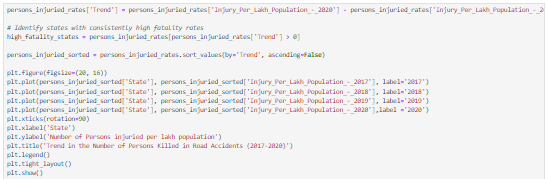 persons_injuried_rates['Trend'] = persons_injuried_rates['Injury_Per_Lakh_Population_-_2020'] - persons_injuried_rates['Injury_Per_Lakh_Population_-_2
# Identify states with consistently high fatality rates
high_fatality_states = persons_injuried_rates[persons_injuried_rates['Trend'] > 0]
persons_injuried_sorted = persons_injuried_rates.sort_values(by='Trend', ascending=False)
plt.figure(figsize=(20, 16))
plt.plot(persons_injuried_sorted['State'], persons_injuried_sorted['Injury_Per_Lakh_Population_-_2017'], label='2017')
plt.plot(persons_injuried_sorted['State'], persons_injuried_sorted['Injury_Per_Lakh_Population_-_2018'], label='2018')
plt.plot(persons_injuried_sorted['State'], persons_injuried_sorted['Injury_Per_Lakh_Population_-_2019'], label='2019')
plt.plot(persons_injuried_sorted['State'], persons_injuried_sorted['Injury_Per_Lakh_Population_-_2020'],label ='2020')
plt.xticks(rotation=90)
plt.xlabel('State')
plt.ylabel('Number of Persons injuried per lakh population')
plt.title('Trend in the Number of Persons Killed in Road Accidents (2017-2020)')
plt.legend()
plt.tight_layout()
plt.show()